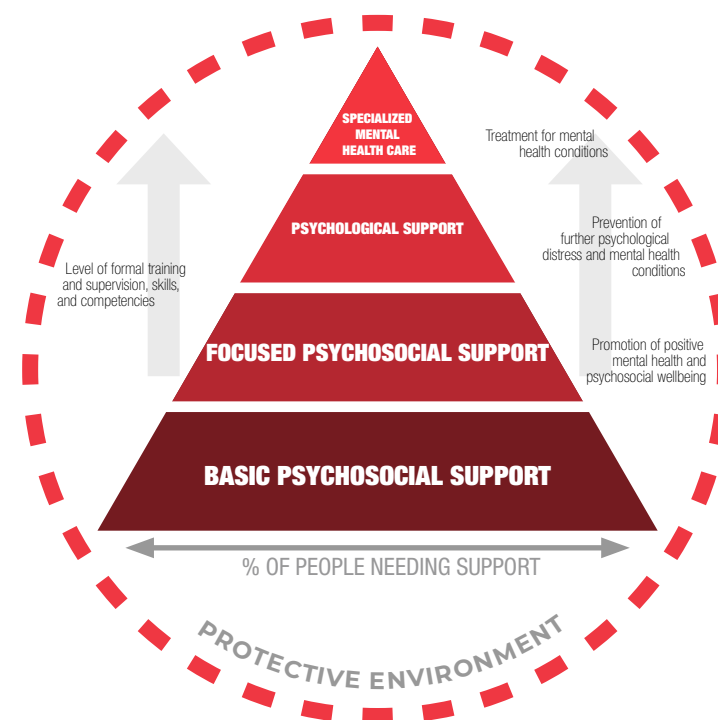 SPECIALIZED
MENTAL
HEALTH CARE
Treatment for mental
health conditions
PSYCHOLOGICAL SUPPORT
Prevention of
further psychological
distress and mental health
conditions
Level of formal training
and supervision, skills,
and competencies
FOCUSED PSYCHOSOCIAL SUPPORT
Promotion of positive
mental health and
psychosocial wellbeing
BASIC PSYCHOSOCIAL SUPPORT
% OF PEOPLE NEEDING SUPPORT
PROTECTIVE ENVIRONMENT